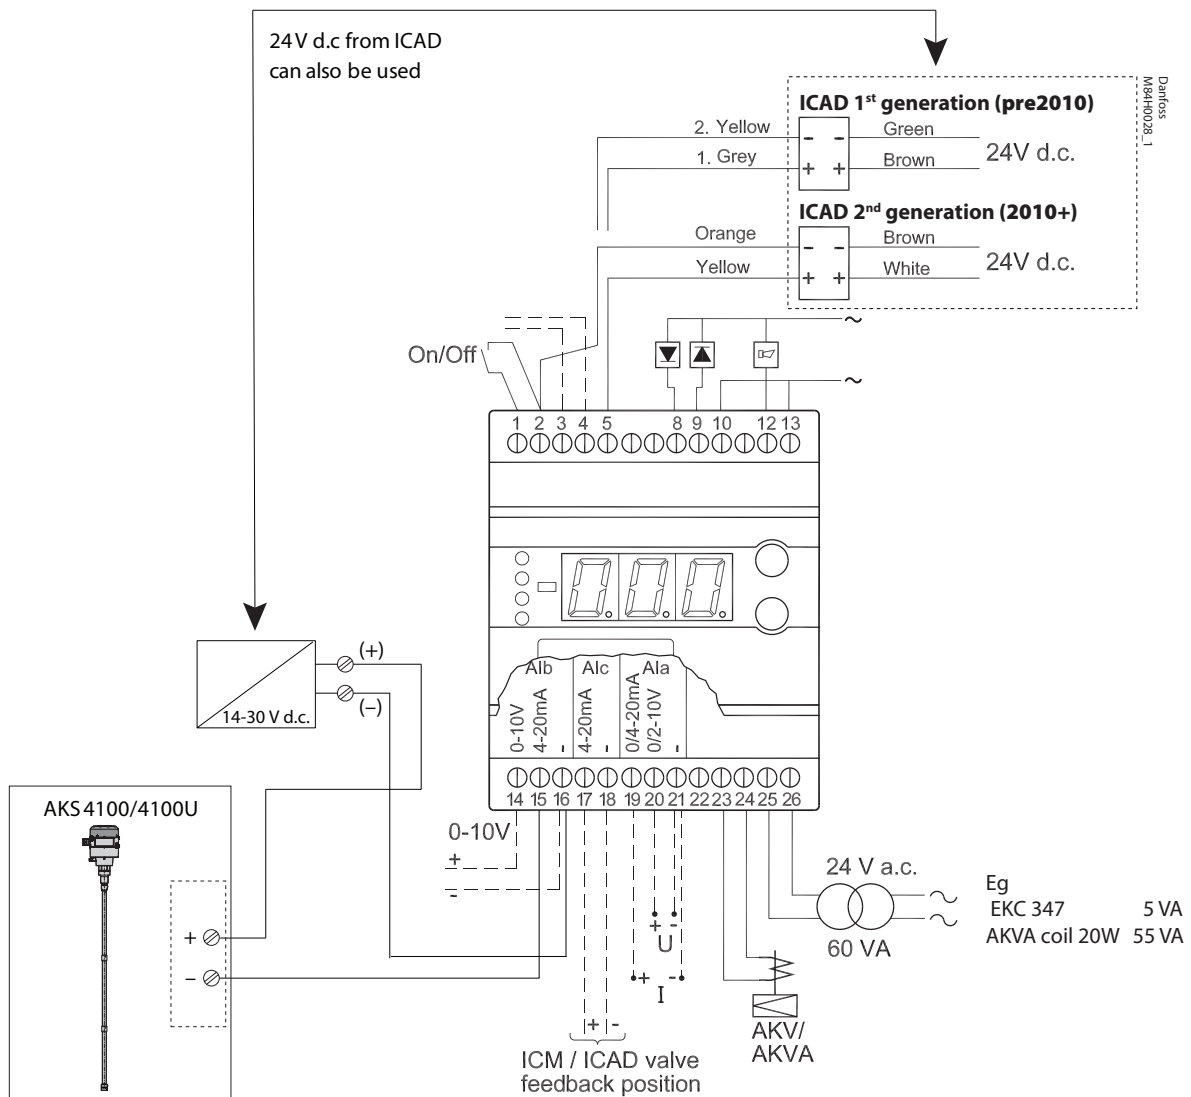 24 V d.c from ICAD
can also be used
Danfoss
M84H0028_1
ICAD 1st generation (pre2010)
2. Yellow
- -
Green
1. Grey
+ +
Brown
24V d.c.
ICAD 2nd generation (2010+)
Orange
- -
Brown
Yellow
+ +
White
24V d.c.
~
On/Off
~
1 2 3 4 5 8 9 10 12 13
(+)
(–)
14-30 V d.c.
AIb AIc AIa
0-10V
4-20mA
-
4-20mA
-
0/4-20mA
0/2-10V
-
14 15 16 17 18 19 20 21 22 23 24 25 26
AKS 4100/4100U
+
–
0-10V
+
-
+ -
U
+ -
I
+ -
ICM / ICAD valve
feedback position
24 V a.c.
60 VA
AKV/
AKVA
Eg
EKC 347 5 VA
AKVA coil 20W 55 VA